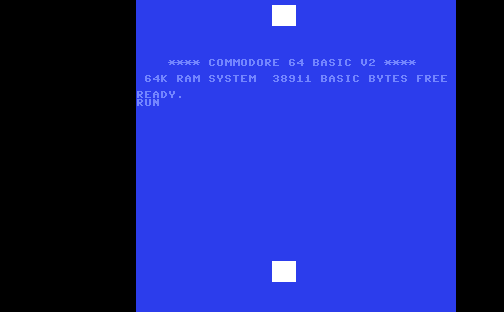 **** COMMODORE 64 BASIC V2 ****
64K RAM SYSTEM  38911 BASIC BYTES FREE
READY.
RUN